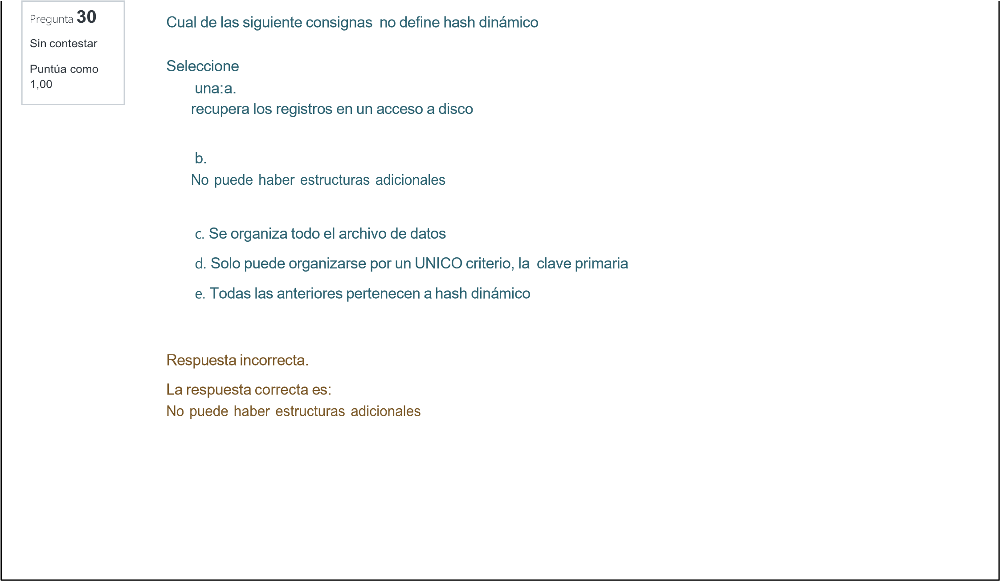 Pregunta 30
Sin contestar
Puntúa como
1,00
Cual de las siguiente consignas no define hash dinámico
Seleccione
una:a.
recupera los registros en un acceso a disco
b.
No puede haber estructuras adicionales
c. Se organiza todo el archivo de datos
d. Solo puede organizarse por un UNICO criterio, la clave primaria
e. Todas las anteriores pertenecen a hash dinámico
Respuesta incorrecta.
La respuesta correcta es:
No puede haber estructuras adicionales